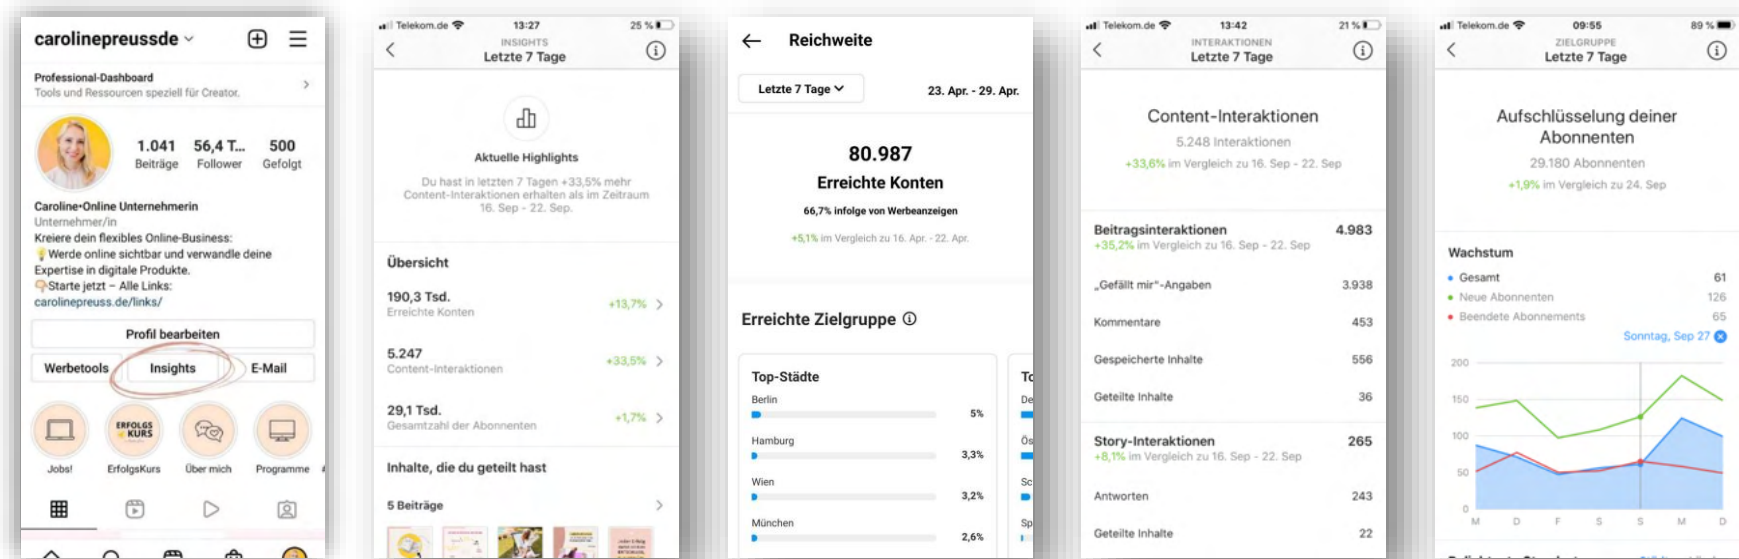 carolinepreussde
Professional-Dashboard
Tools und Ressourcen speziell für Creator.
1.041 56,4 T... 500
Beiträge Follower Gefolgt
Caroline•Online Unternehmerin
Unternehmer/in
Kreiere dein flexibles Online-Business:
💡Werde online sichtbar und verwandle deine
Expertise in digitale Produkte.
👇🏻Starte jetzt – Alle Links:
carolinepreuss.de/links/
Profil bearbeiten
Werbetools Insights E-Mail
ERFOLGS
KURS
Jobs! ErfolgsKurs Über mich Programme
Telekom.de 13:27 25 %
INSIGHTS
Letzte 7 Tage
Aktuelle Highlights
Du hast in letzten 7 Tagen +33,5% mehr
Content-Interaktionen erhalten als im Zeitraum
16. Sep - 22. Sep.
Übersicht
190,3 Tsd. +13,7%
Erreichte Konten
5.247 +33,5%
Content-Interaktionen
29,1 Tsd. +1,7%
Gesamtzahl der Abonnenten
Inhalte, die du geteilt hast
5 Beiträge
Reichweite
Letzte 7 Tage 23. Apr. - 29. Apr.
80.987
Erreichte Konten
66,7% infolge von Werbeanzeigen
+5,1% im Vergleich zu 16. Apr. - 22. Apr.
Erreichte Zielgruppe
Top-Städte
Berlin
5%
Hamburg
3,3%
Wien
3,2%
München
2,6%
To
De
Ös
Sc
Sp
Telekom.de 13:42 21 %
INTERAKTIONEN
Letzte 7 Tage
Content-Interaktionen
5.248 Interaktionen
+33,6% im Vergleich zu 16. Sep - 22. Sep
Beitragsinteraktionen 4.983
+35,2% im Vergleich zu 16. Sep - 22. Sep
„Gefällt mir"-Angaben 3.938
Kommentare 453
Gespeicherte Inhalte 556
Geteilte Inhalte 36
Story-Interaktionen 265
+8,1% im Vergleich zu 16. Sep - 22. Sep
Antworten 243
Geteilte Inhalte 22
Telekom.de 09:55 89 %
ZIELGRUPPE
Letzte 7 Tage
Aufschlüsselung deiner
Abonnenten
29.180 Abonnenten
+1,9% im Vergleich zu 24. Sep
Wachstum
Gesamt 61
Neue Abonnenten 126
Beendete Abonnements 65
Sonntag, Sep 27
200
150
100
50
0
M D F S S M D